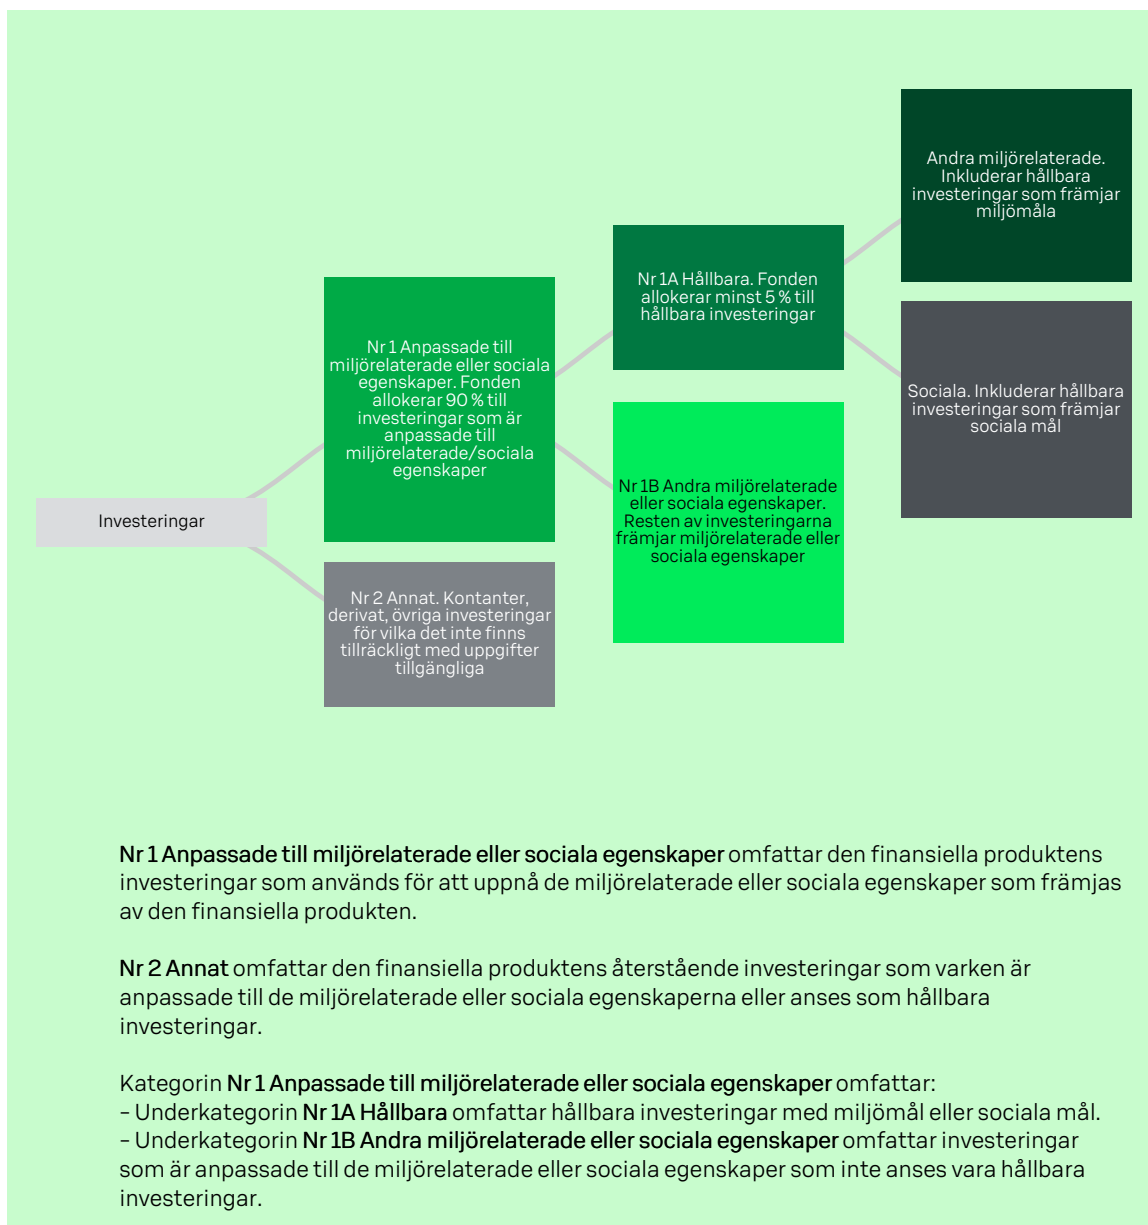 Andra miljörelaterade.
Inkluderar hållbara
investeringar som främjar
miljömåla
Nr 1A Hållbara. Fonden
allokerar minst 5 % till
hållbara investeringar
Nr 1 Anpassade till
miljörelaterade eller sociala
egenskaper. Fonden
allokerar 90 % till
investeringar som är
anpassade till
miljörelaterade/sociala
egenskaper
Sociala. Inkluderar hållbara
investeringar som främjar
sociala mål
Nr 1B Andra miljörelaterade
eller sociala egenskaper.
Resten av investeringarna
främjar miljörelaterade eller
sociala egenskaper
Investeringar
Nr 2 Annat. Kontanter,
derivat, övriga investeringar
för vilka det inte finns
tillräckligt med uppgifter
tillgängliga
Nr 1 Anpassade till miljörelaterade eller sociala egenskaper omfattar den finansiella produktens
investeringar som används för att uppnå de miljörelaterade eller sociala egenskaper som främjas
av den finansiella produkten.
Nr 2 Annat omfattar den finansiella produktens återstående investeringar som varken är
anpassade till de miljörelaterade eller sociala egenskaperna eller anses som hållbara
investeringar.
Kategorin Nr 1 Anpassade till miljörelaterade eller sociala egenskaper omfattar:
– Underkategorin Nr 1A Hållbara omfattar hållbara investeringar med miljömål eller sociala mål.
– Underkategorin Nr 1B Andra miljörelaterade eller sociala egenskaper omfattar investeringar
som är anpassade till de miljörelaterade eller sociala egenskaper som inte anses vara hållbara
investeringar.